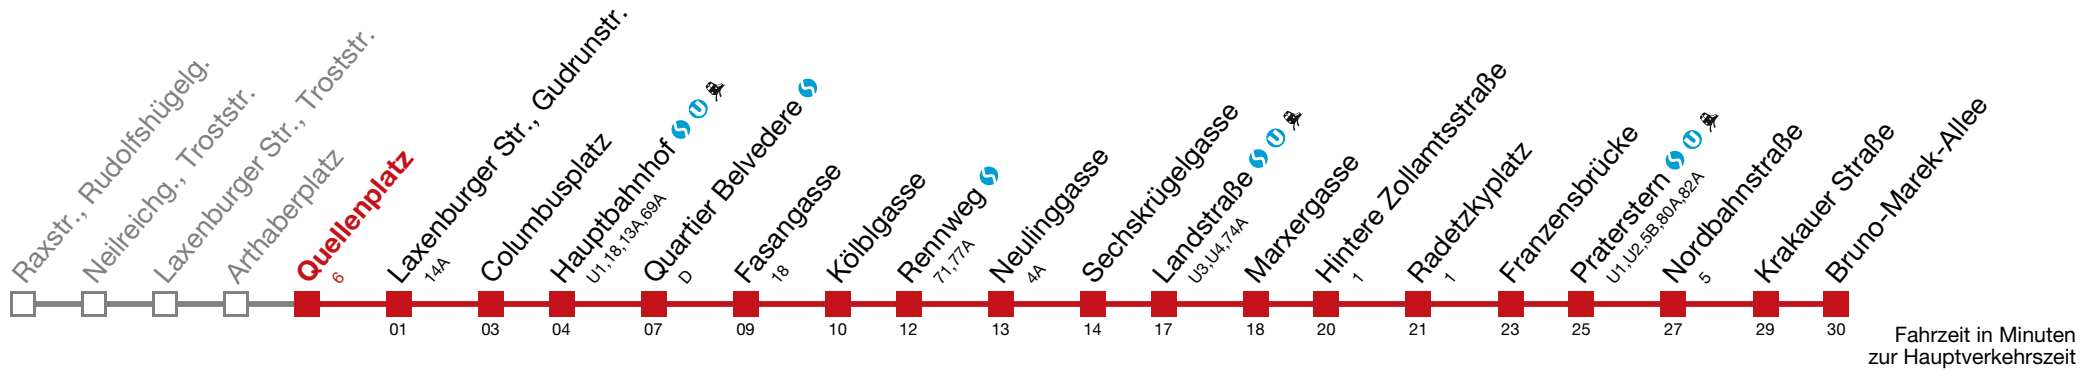 Raxstr., Rudolfshügelg.
Neilreichg., Troststr.
Laxenburger Str., Troststr.
Arthaberplatz
Quellenplatz
6
Laxenburger Str., Gudrunstr.
14A
01
Columbusplatz
03
Hauptbahnhof S U
U1,18,13A,69A
04
Quartier Belvedere S
D
07
Fasangasse
18
09
Kölblgasse
10
Rennweg S
71,77A
12
Neulinggasse
4A
13
Sechskrügelgasse
14
Landstraße S U
U3,U4,74A
17
Marxergasse
18
Hintere Zollamtsstraße
1
20
Radetzkyplatz
1
21
Franzensbrücke
23
Praterstern S U
U1,U2,5B,80A,82A
25
Nordbahnstraße
5
27
Krakauer Straße
29
Bruno-Marek-Allee
30
Fahrzeit in Minuten
zur Hauptverkehrszeit